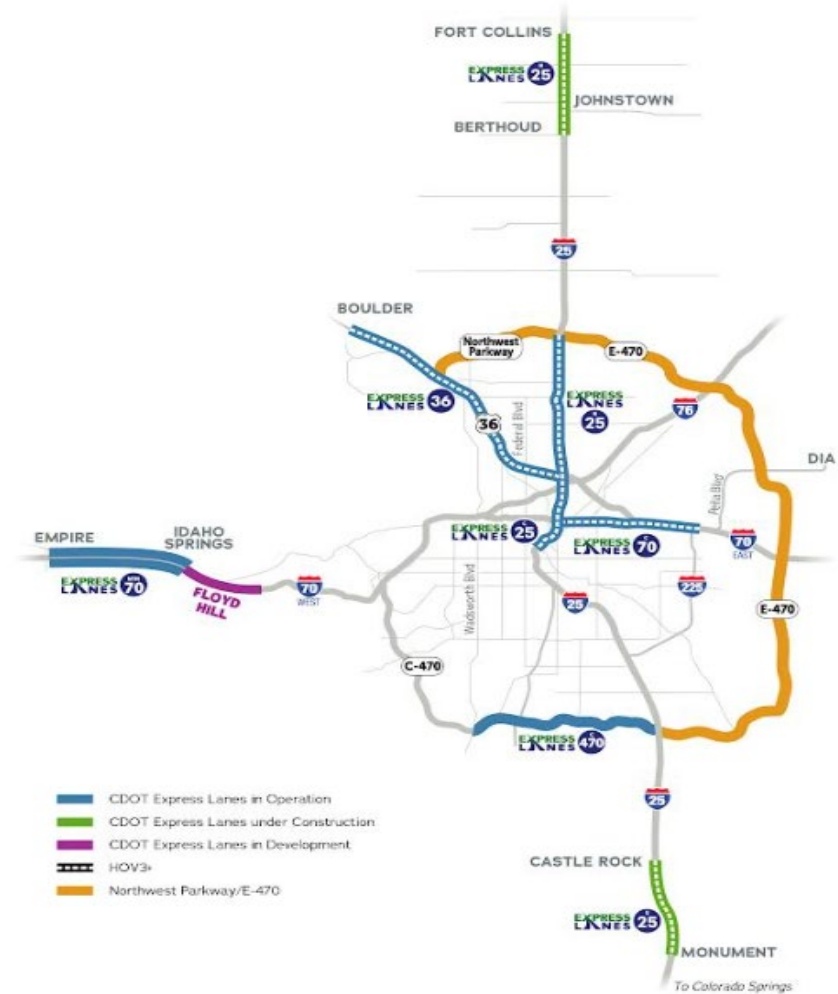 FORT COLLINS
EXPRESS
LANES
N
25
JOHNSTOWN
BERTHOUD
25
BOULDER
Northwest
Parkway
E-470
EXPRESS
LANES
36
36
Federal Blvd
EXPRESS
LANES
N
25
76
DIA
Peña Blvd
EMPIRE
IDAHO
SPRINGS
EXPRESS
LANES
C
25
EXPRESS
LANES
C
70
70
EAST
EXPRESS
LANES
MTN
70
FLOYD
HILL
70
WEST
Wadsworth Blvd
25
225
E-470
C-470
EXPRESS
LANES
C
470
25
CDOT Express Lanes in Operation
CDOT Express Lanes under Construction
CDOT Express Lanes in Development
HOV3+
Northwest Parkway/E-470
CASTLE ROCK
EXPRESS
LANES
S
25
MONUMENT
To Colorado Springs